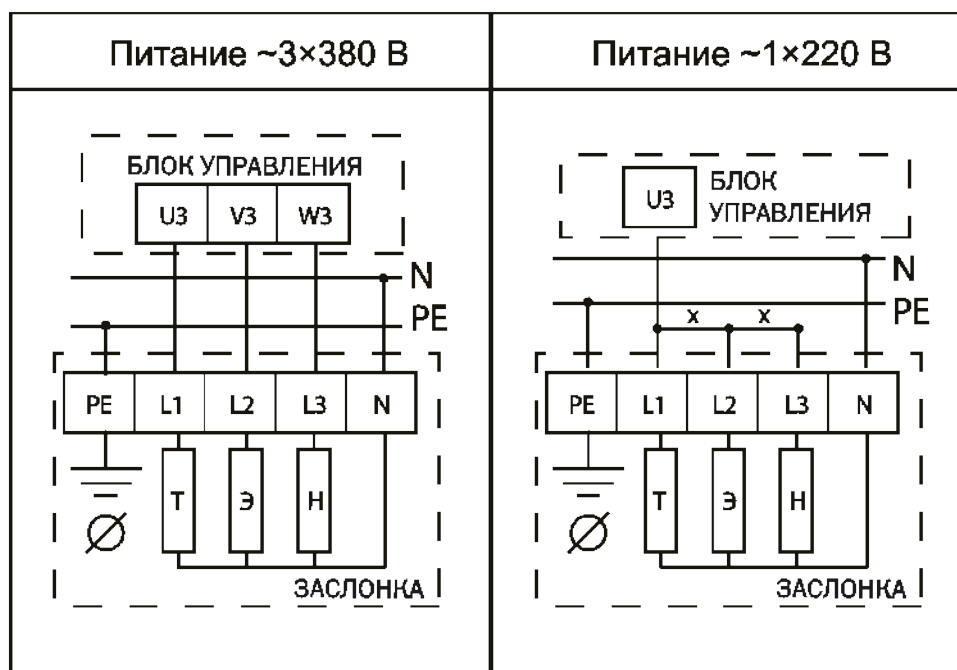 Питание ~3×380 В
БЛОК УПРАВЛЕНИЯ
U3 V3 W3
N
PE
PE L1 L2 L3 N
Т Э Н
ЗАСЛОНКА
Питание ~1×220 В
U3
БЛОК
УПРАВЛЕНИЯ
N
PE
x x
PE L1 L2 L3 N
Т Э Н
ЗАСЛОНКА